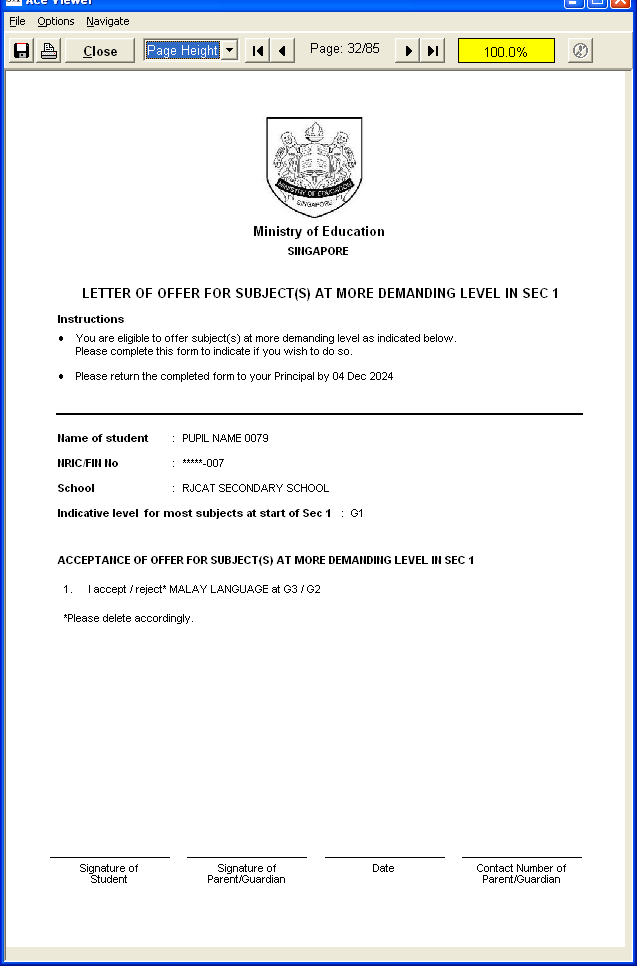 Ace Viewer
File Options Navigate
Close Page Height Page: 32/85 100.0%
MINISTRY OF EDUCATION
SINGAPORE
Ministry of Education
SINGAPORE
LETTER OF OFFER FOR SUBJECT(S) AT MORE DEMANDING LEVEL IN SEC 1
Instructions
• You are eligible to offer subject(s) at more demanding level as indicated below.
Please complete this form to indicate if you wish to do so.
• Please return the completed form to your Principal by 04 Dec 2024
Name of student : PUPIL NAME 0079
NRIC/FIN No : *****-007
School : RJCAT SECONDARY SCHOOL
Indicative level for most subjects at start of Sec 1 : G1
ACCEPTANCE OF OFFER FOR SUBJECT(S) AT MORE DEMANDING LEVEL IN SEC 1
1. I accept / reject* MALAY LANGUAGE at G3 / G2
*Please delete accordingly.
Signature of Student
Signature of Parent/Guardian
Date
Contact Number of Parent/Guardian